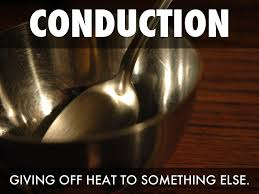 CONDUCTION
GIVING OFF HEAT TO SOMETHING ELSE.